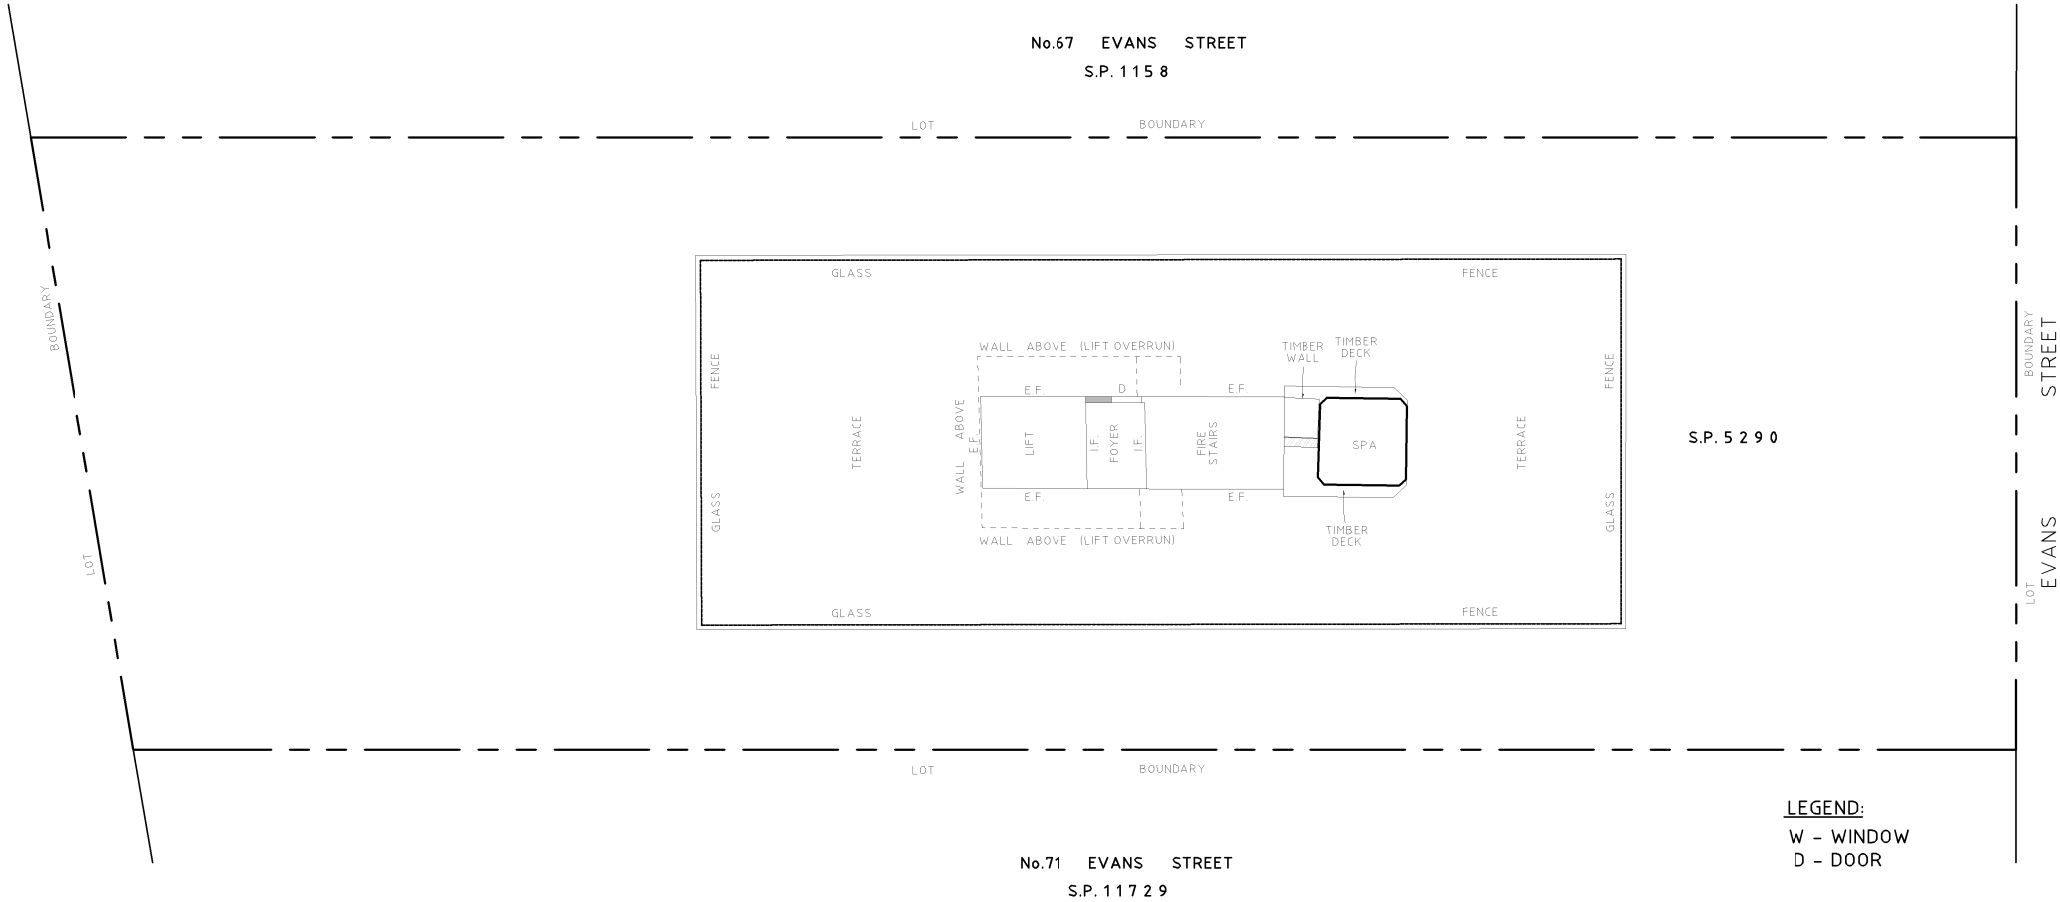 No.67 EVANS STREET
S.P. 1158
LOT BOUNDARY
GLASS FENCE
BOUNDARY
LOT
FENCE
GLASS
TERRACE
WALL ABOVE (LIFT OVERRUN)
WALL ABOVE
E.F.
E.F. D E.F.
LIFT
I.F.
FOYER
I.F.
FIRE
STAIRS
E.F. E.F.
WALL ABOVE (LIFT OVERRUN)
TIMBER
WALL
TIMBER
DECK
SPA
TIMBER
DECK
TERRACE
FENCE
GLASS
S.P. 5290
BOUNDARY
LOT
EVANS STREET
GLASS FENCE
LOT BOUNDARY
LEGEND:
W - WINDOW
D - DOOR
No.71 EVANS STREET
S.P. 11729